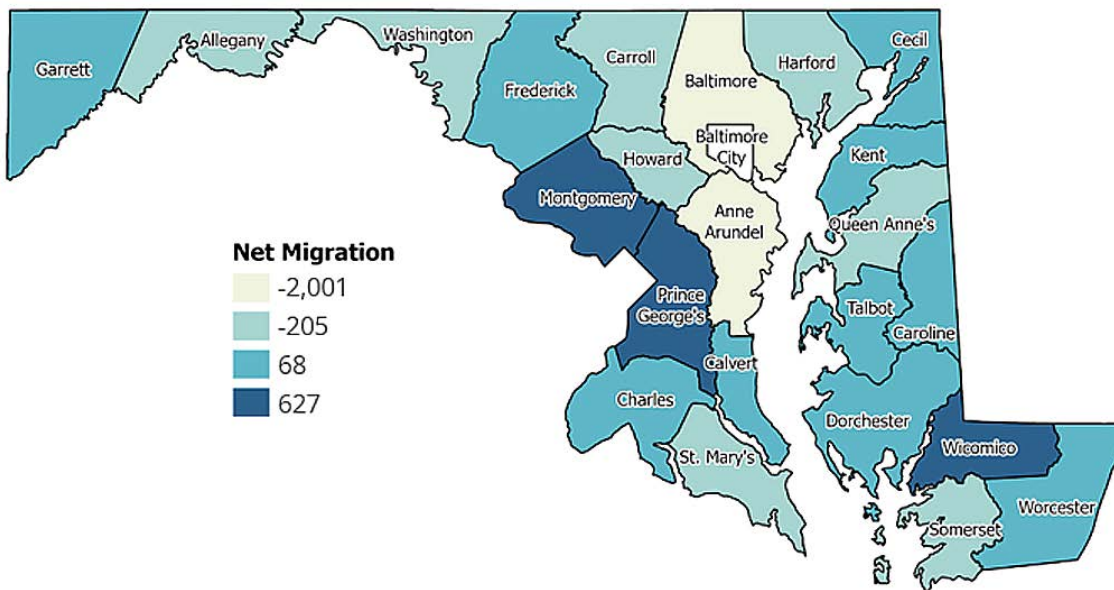 Garrett
Allegany
Washington
Frederick
Carroll
Baltimore
Harford
Cecil
Baltimore
City
Howard
Kent
Montgomery
Anne
Arundel
Queen Anne's
Net Migration
-2,001
-205
68
627
Prince
George's
Talbot
Caroline
Calvert
Charles
Dorchester
St. Mary's
Wicomico
Worcester
Somerset